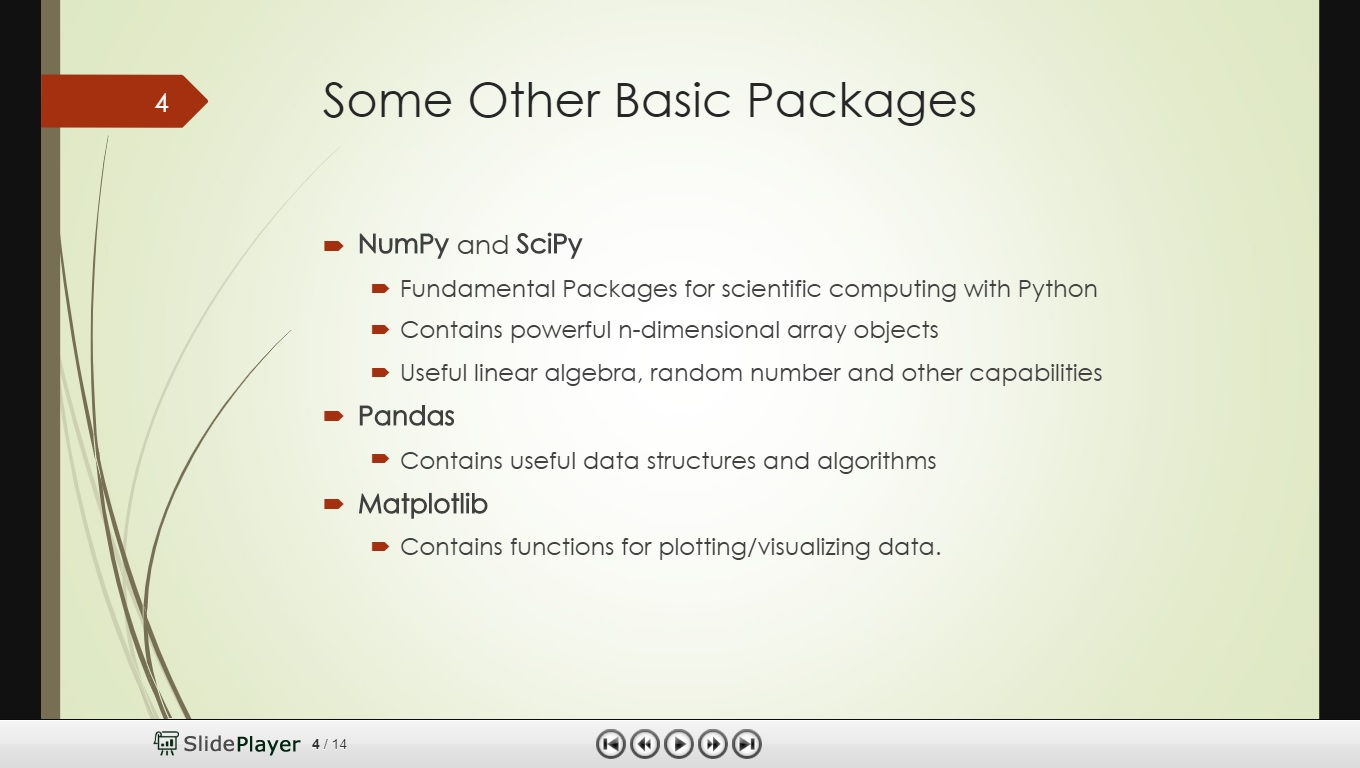 4
Some Other Basic Packages
NumPy and SciPy
Fundamental Packages for scientific computing with Python
Contains powerful n-dimensional array objects
Useful linear algebra, random number and other capabilities
Pandas
Contains useful data structures and algorithms
Matplotlib
Contains functions for plotting/visualizing data.
SlidePlayer 4 / 14